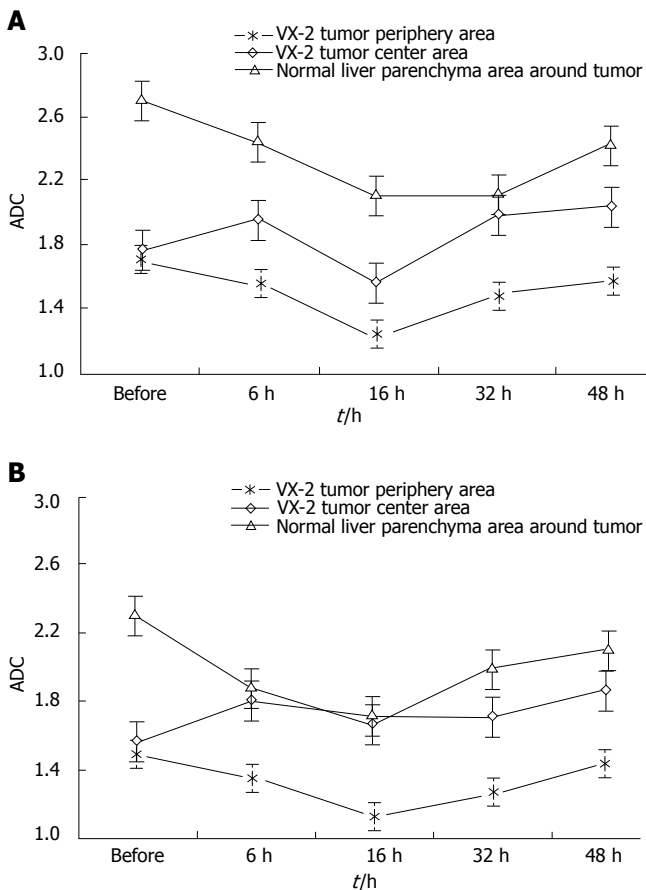 A
VX-2 tumor periphery area
VX-2 tumor center area
Normal liver parenchyma area around tumor
3.0
2.6
2.2
1.8
1.4
1.0
ADC
Before 6 h 16 h 32 h 48 h
t/h
B
VX-2 tumor periphery area
VX-2 tumor center area
Normal liver parenchyma area around tumor
3.0
2.6
2.2
1.8
1.4
1.0
ADC
Before 6 h 16 h 32 h 48 h
t/h